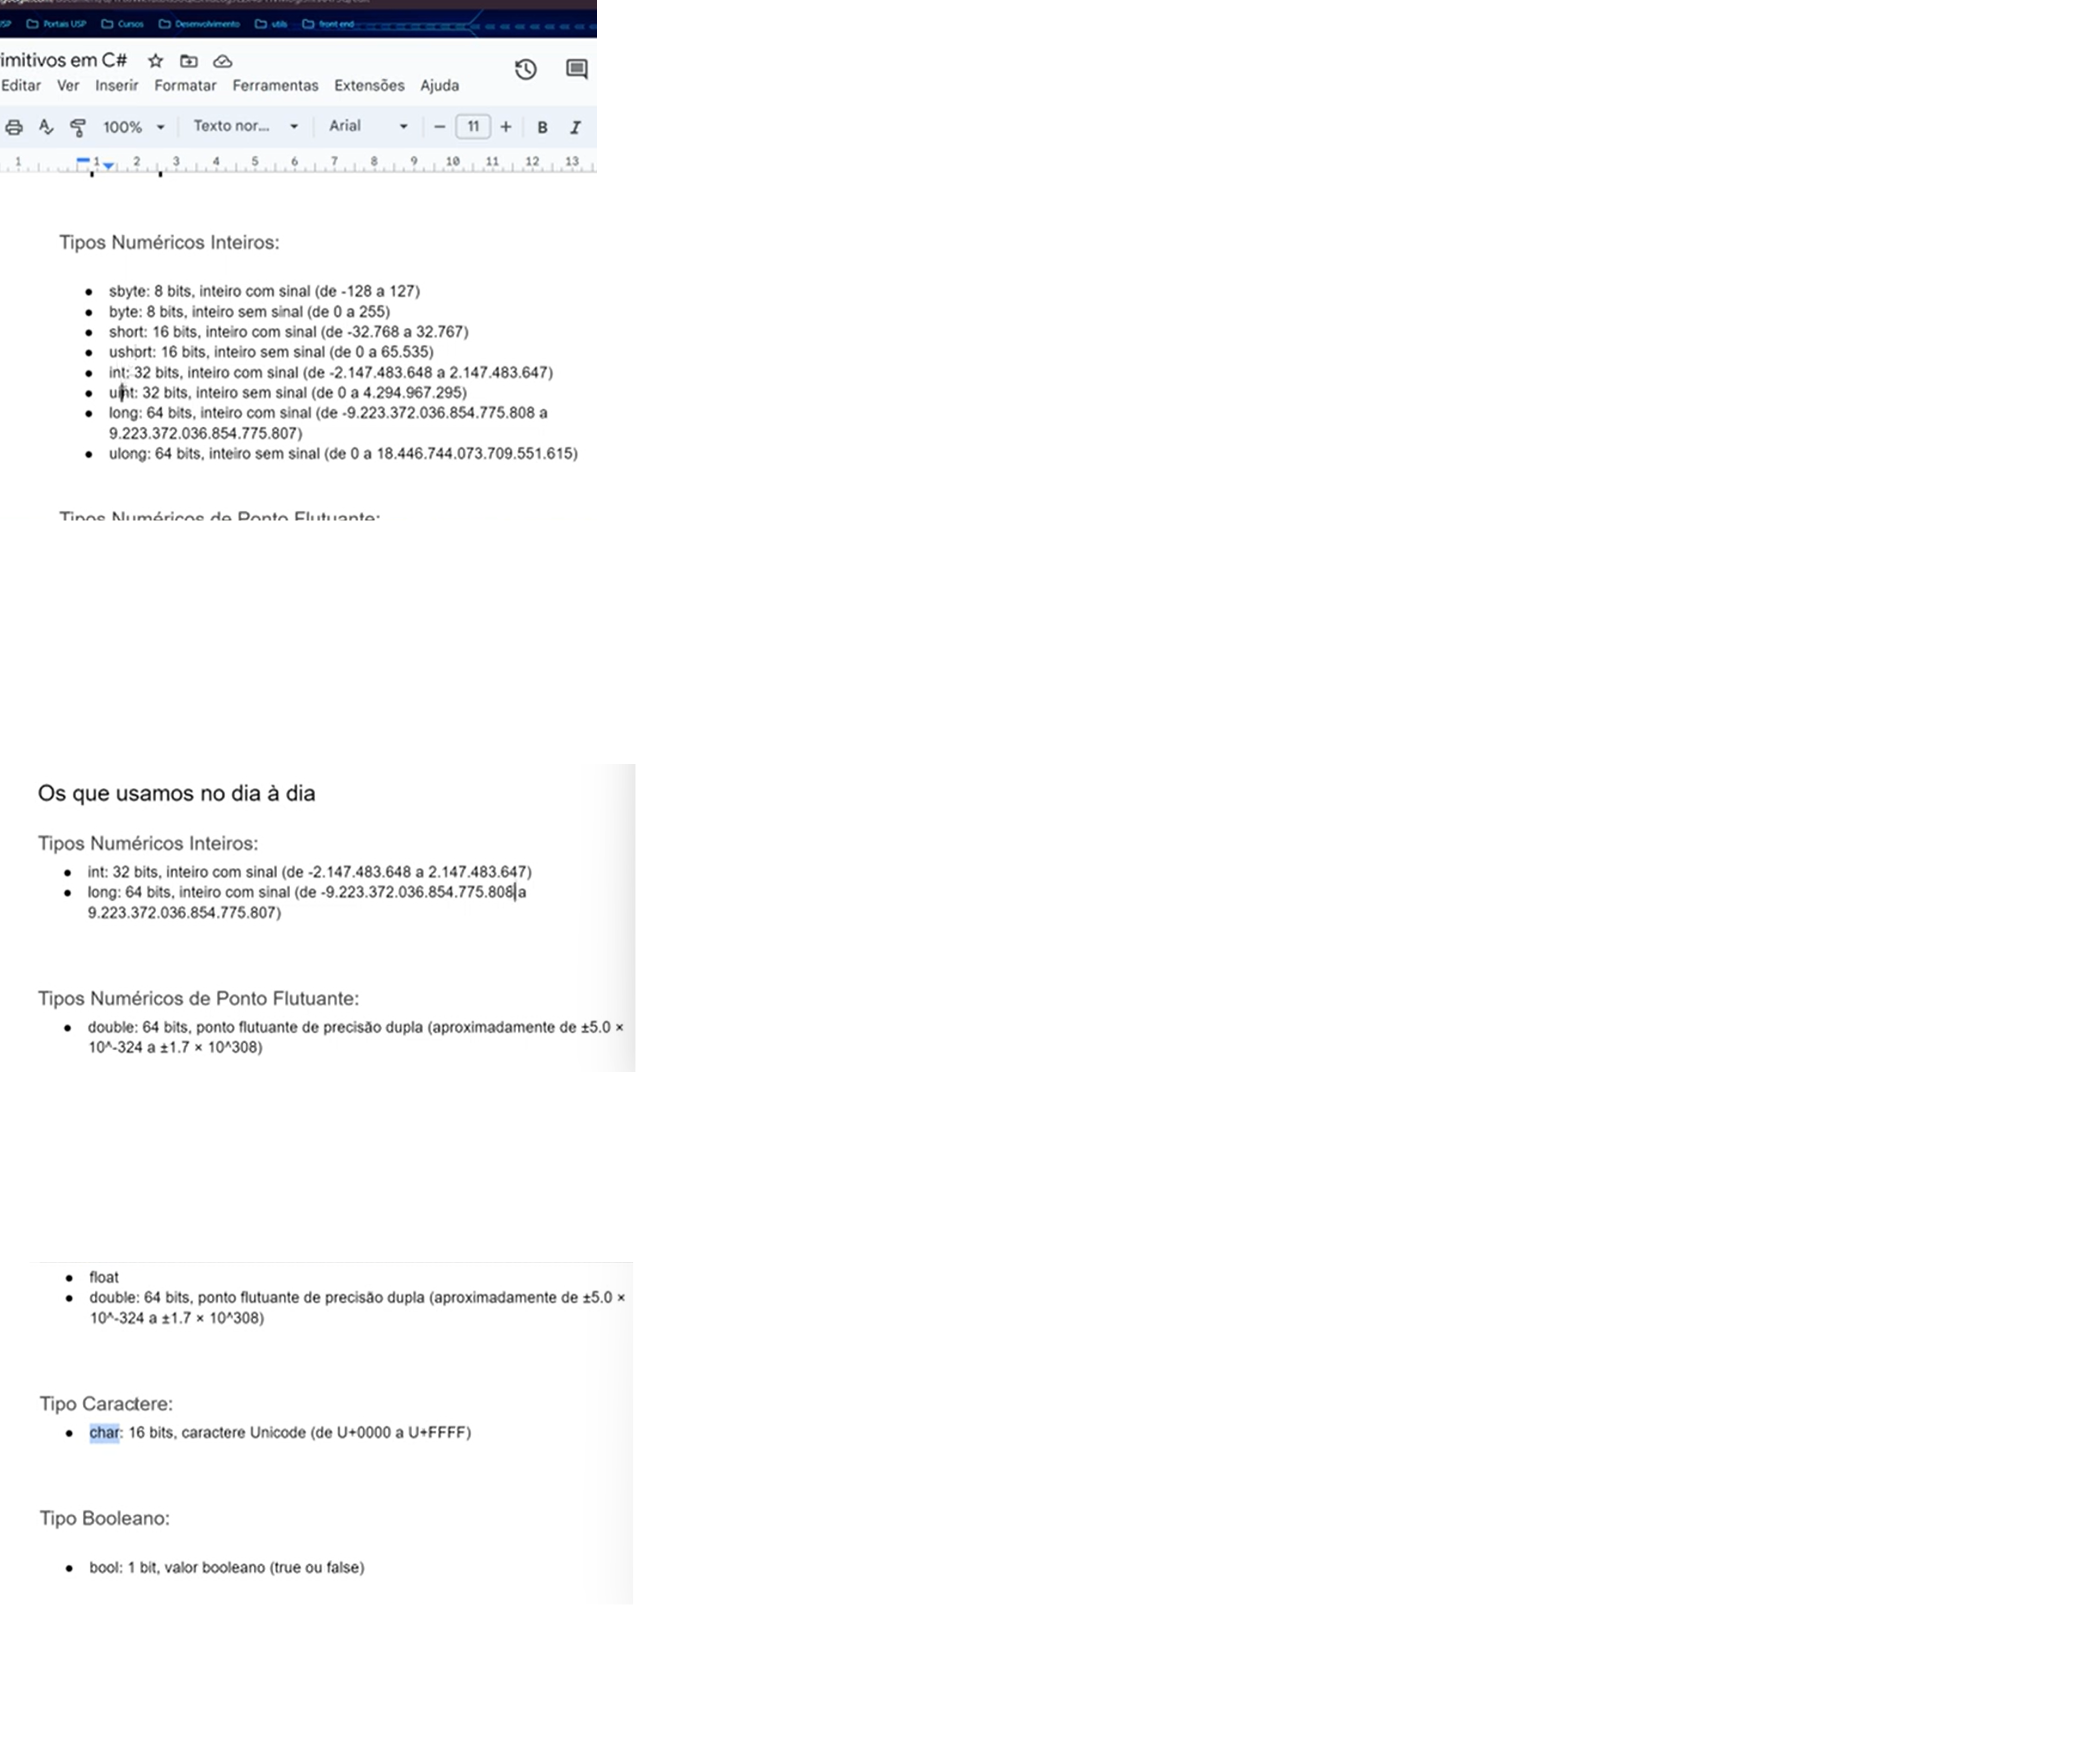 SP Portais USP Cursos Desenvolvimento utils front end
imitivos em C#
Editar Ver Inserir Formatar Ferramentas Extensões Ajuda
100% Texto nor... Arial − 11 + B I
1 1 2 3 4 5 6 7 8 9 10 11 12 13
Tipos Numéricos Inteiros:
● sbyte: 8 bits, inteiro com sinal (de -128 a 127)
● byte: 8 bits, inteiro sem sinal (de 0 a 255)
● short: 16 bits, inteiro com sinal (de -32.768 a 32.767)
● ushort: 16 bits, inteiro sem sinal (de 0 a 65.535)
● int: 32 bits, inteiro com sinal (de -2.147.483.648 a 2.147.483.647)
● uint: 32 bits, inteiro sem sinal (de 0 a 4.294.967.295)
● long: 64 bits, inteiro com sinal (de -9.223.372.036.854.775.808 a
9.223.372.036.854.775.807)
● ulong: 64 bits, inteiro sem sinal (de 0 a 18.446.744.073.709.551.615)
Tipos Numéricos de Ponto Flutuante:
Os que usamos no dia à dia
Tipos Numéricos Inteiros:
● int: 32 bits, inteiro com sinal (de -2.147.483.648 a 2.147.483.647)
● long: 64 bits, inteiro com sinal (de -9.223.372.036.854.775.808 a
9.223.372.036.854.775.807)
Tipos Numéricos de Ponto Flutuante:
● double: 64 bits, ponto flutuante de precisão dupla (aproximadamente de ±5.0 ×
10^-324 a ±1.7 × 10^308)
● float
● double: 64 bits, ponto flutuante de precisão dupla (aproximadamente de ±5.0 ×
10^-324 a ±1.7 × 10^308)
Tipo Caractere:
● char: 16 bits, caractere Unicode (de U+0000 a U+FFFF)
Tipo Booleano:
● bool: 1 bit, valor booleano (true ou false)